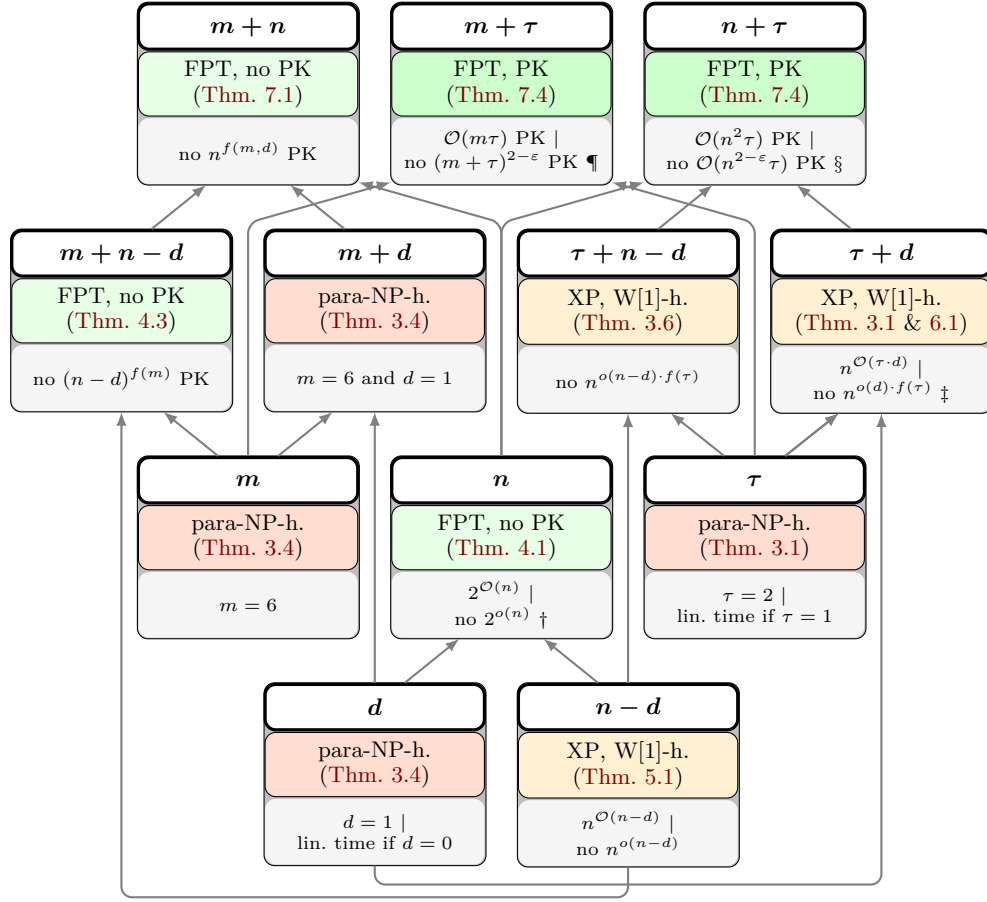 m + n
FPT, no PK
(Thm. 7.1)
no n^{f(m,d)} PK
m + τ
FPT, PK
(Thm. 7.4)
𝒪(mτ) PK |
no (m + τ)^{2−ε} PK ¶
n + τ
FPT, PK
(Thm. 7.4)
𝒪(n²τ) PK |
no 𝒪(n^{2−ε}τ) PK §
m + n − d
FPT, no PK
(Thm. 4.3)
no (n − d)^{f(m)} PK
m + d
para-NP-h.
(Thm. 3.4)
m = 6 and d = 1
τ + n − d
XP, W[1]-h.
(Thm. 3.6)
no n^{o(n−d)·f(τ)}
τ + d
XP, W[1]-h.
(Thm. 3.1 & 6.1)
n^{𝒪(τ·d)} |
no n^{o(d)·f(τ)} ‡
m
para-NP-h.
(Thm. 3.4)
m = 6
n
FPT, no PK
(Thm. 4.1)
2^{𝒪(n)} |
no 2^{o(n)} †
τ
para-NP-h.
(Thm. 3.1)
τ = 2 |
lin. time if τ = 1
d
para-NP-h.
(Thm. 3.4)
d = 1 |
lin. time if d = 0
n − d
XP, W[1]-h.
(Thm. 5.1)
n^{𝒪(n−d)} |
no n^{o(n−d)}